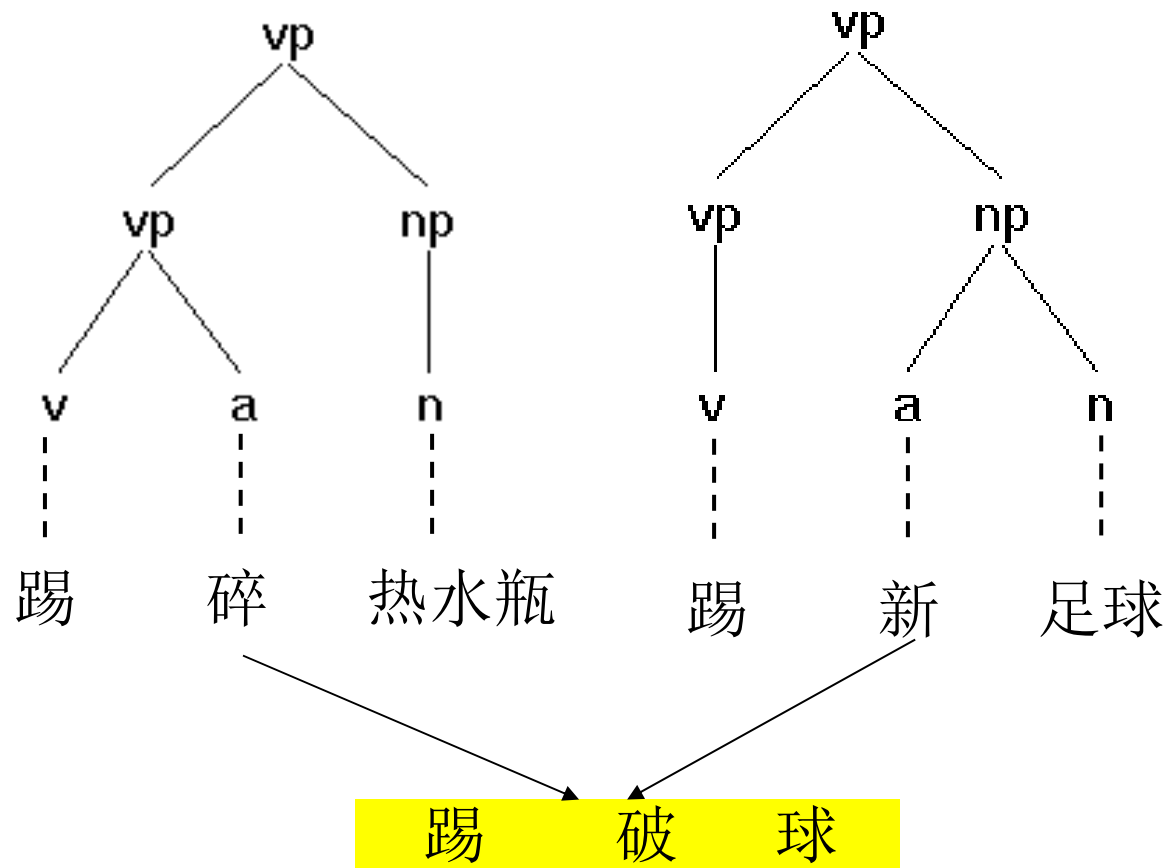 vp vp
vp np vp np
v a n v a n
踢 碎 热水瓶 踢 新 足球
踢 破 球